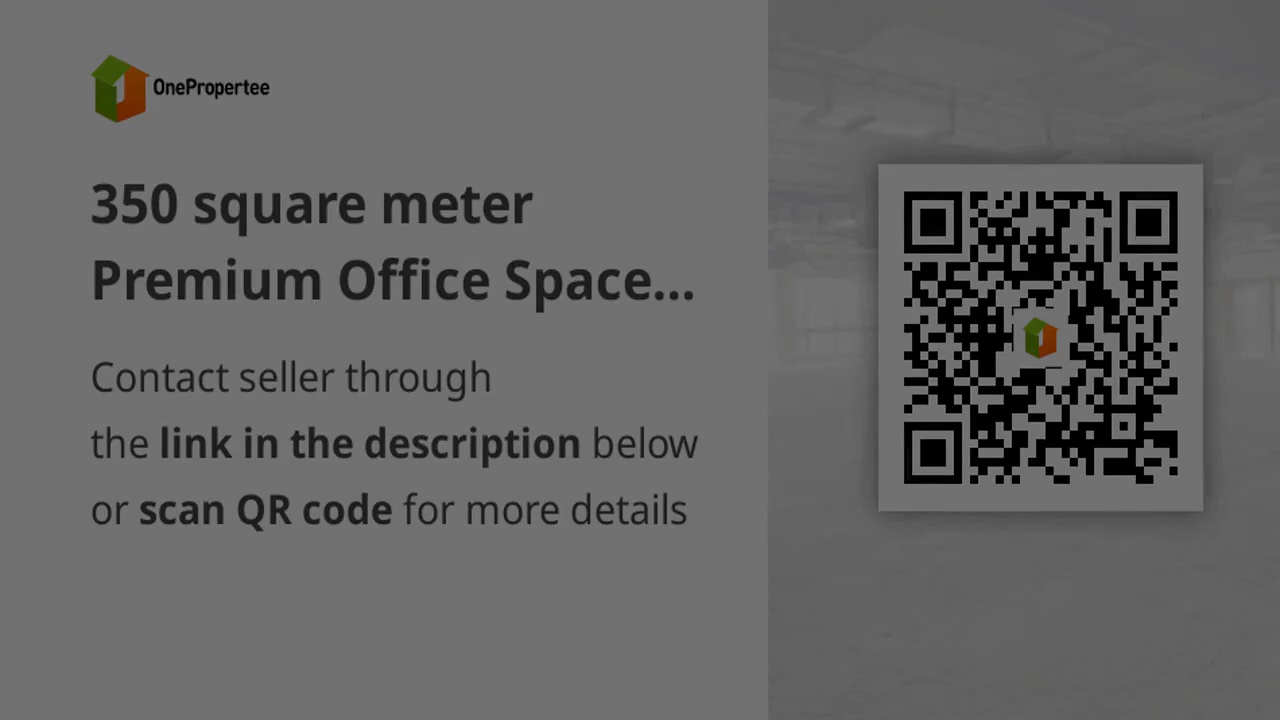 OnePropertee
350 square meter
Premium Office Space...
Contact seller through
the link in the description below
or scan QR code for more details